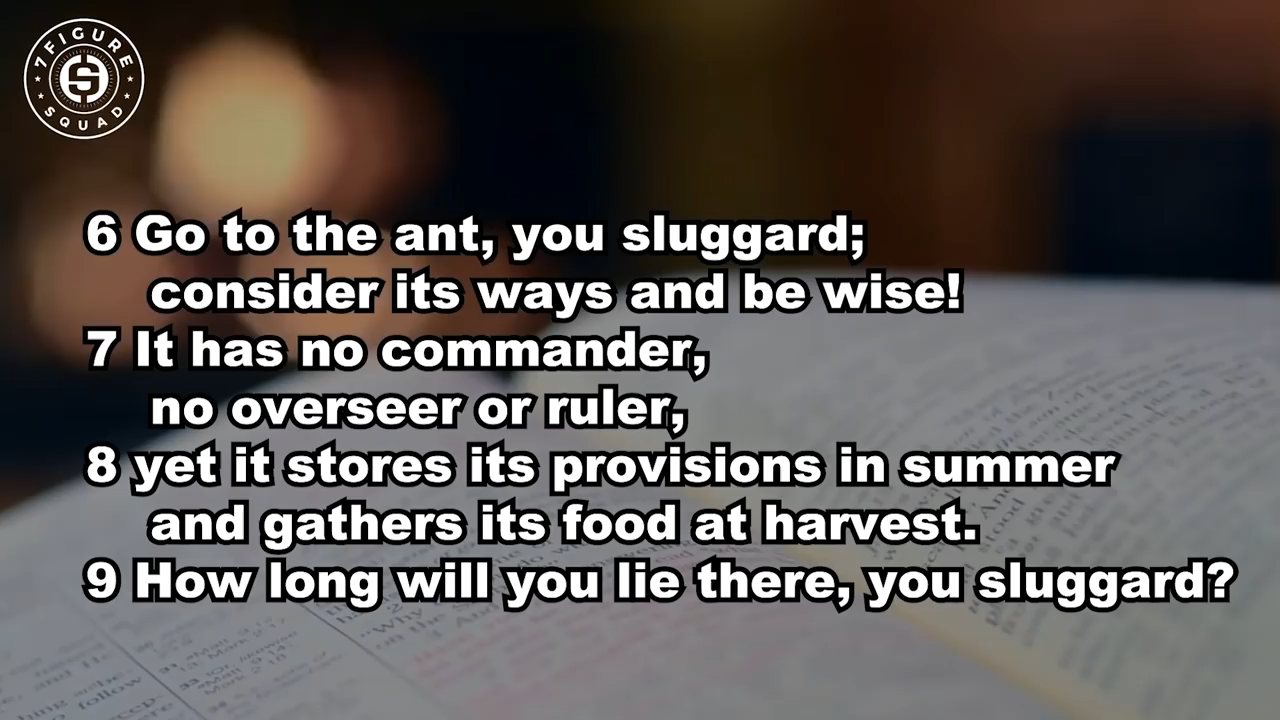 7 FIGURE
SQUAD
6 Go to the ant, you sluggard;
consider its ways and be wise!
7 It has no commander,
no overseer or ruler,
8 yet it stores its provisions in summer
and gathers its food at harvest.
9 How long will you lie there, you sluggard?